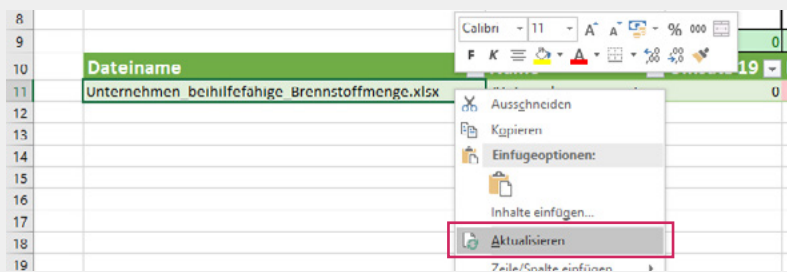 8
Calibri 11 A A % 000
9 0
F K A
10 Dateiname 19
11 Unternehmen_beihilfefähige_Brennstoffmenge.xlsx 0
Ausschneiden
12
Kopieren
13
14 Einfügeoptionen:
15
16
Inhalte einfügen...
17
18 Aktualisieren
19 Zeile/Spalte einfügen